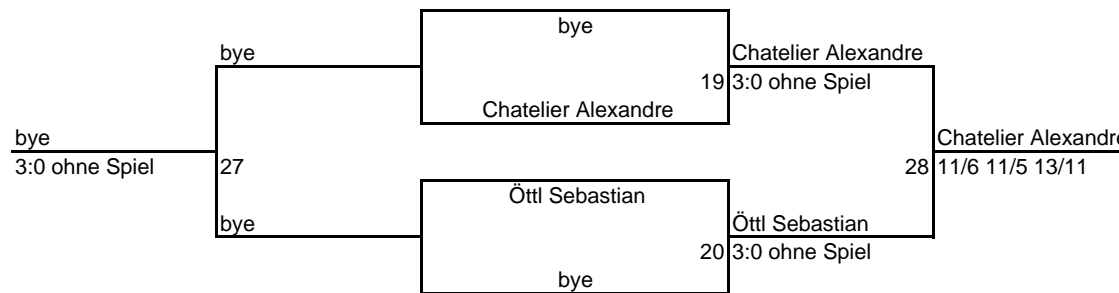 bye
bye
Chatelier Alexandre
19 3:0 ohne Spiel
Chatelier Alexandre
bye
3:0 ohne Spiel
27
Chatelier Alexandre
28 11/6 11/5 13/11
Öttl Sebastian
bye
Öttl Sebastian
20 3:0 ohne Spiel
bye